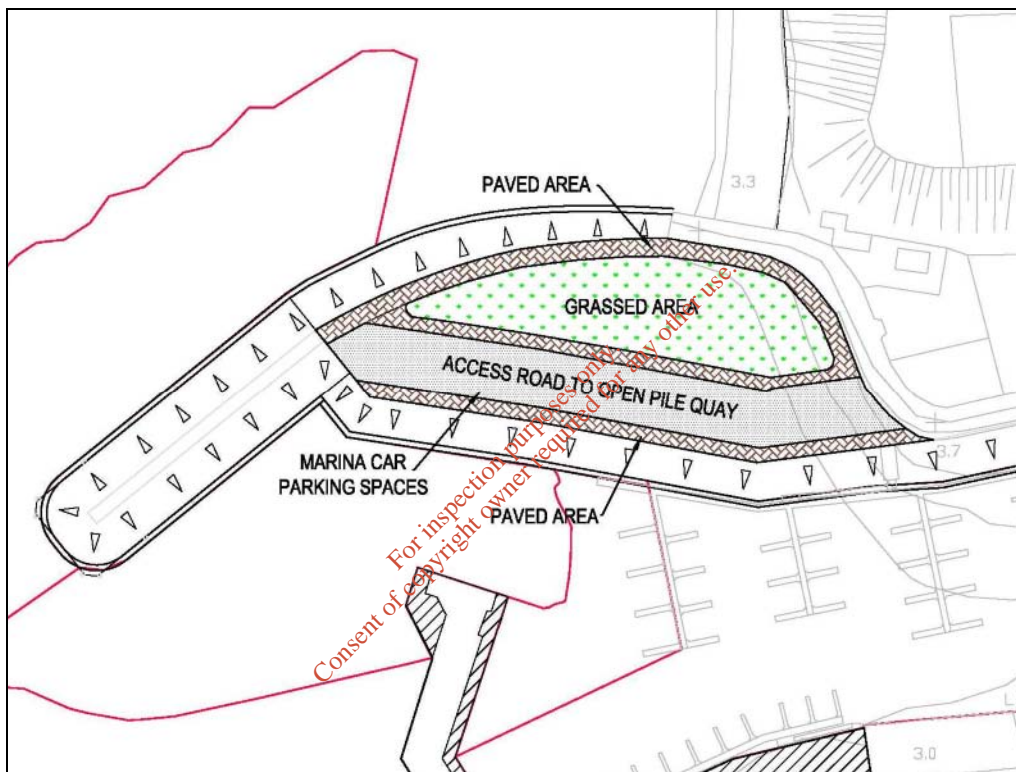 3.3
PAVED AREA
GRASSED AREA
ACCESS ROAD TO OPEN PILE QUAY
3.7
MARINA CAR
PARKING SPACES
PAVED AREA
3.0
For inspection purposes only.
Consent of copyright owner required for any other use.